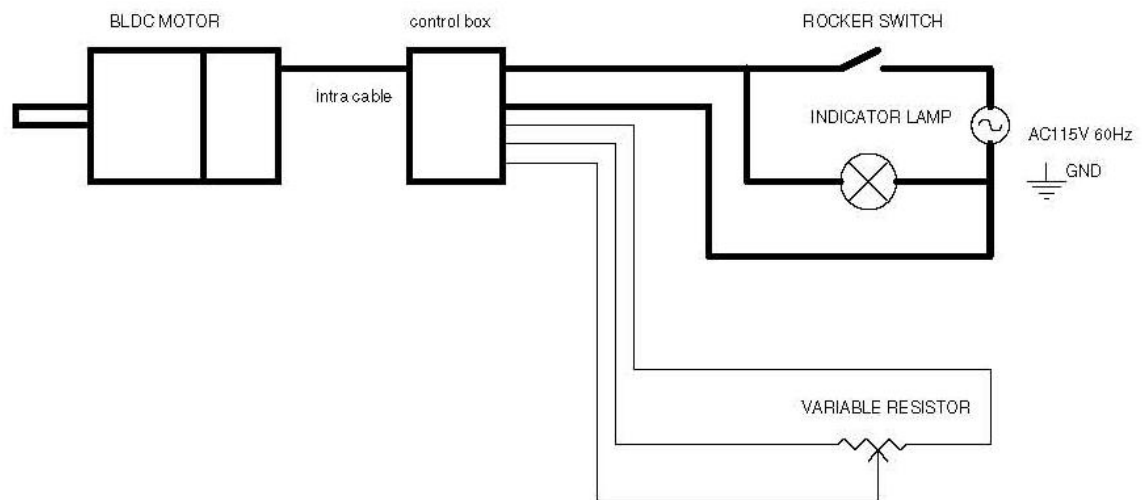 BLDC MOTOR
control box
ROCKER SWITCH
intra cable
INDICATOR LAMP
AC115V 60Hz
GND
VARIABLE RESISTOR